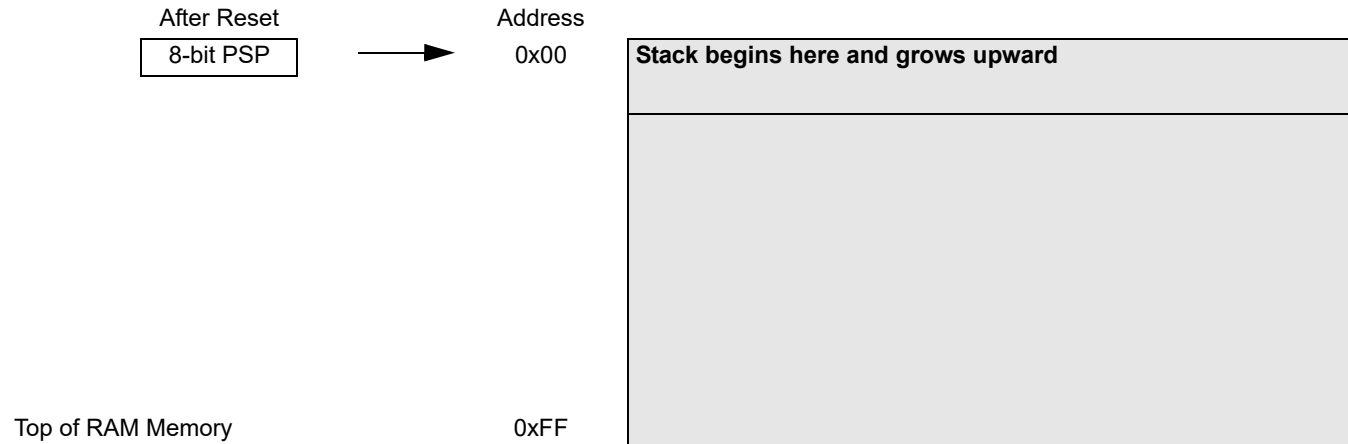 After Reset Address
8-bit PSP 0x00 Stack begins here and grows upward
Top of RAM Memory 0xFF